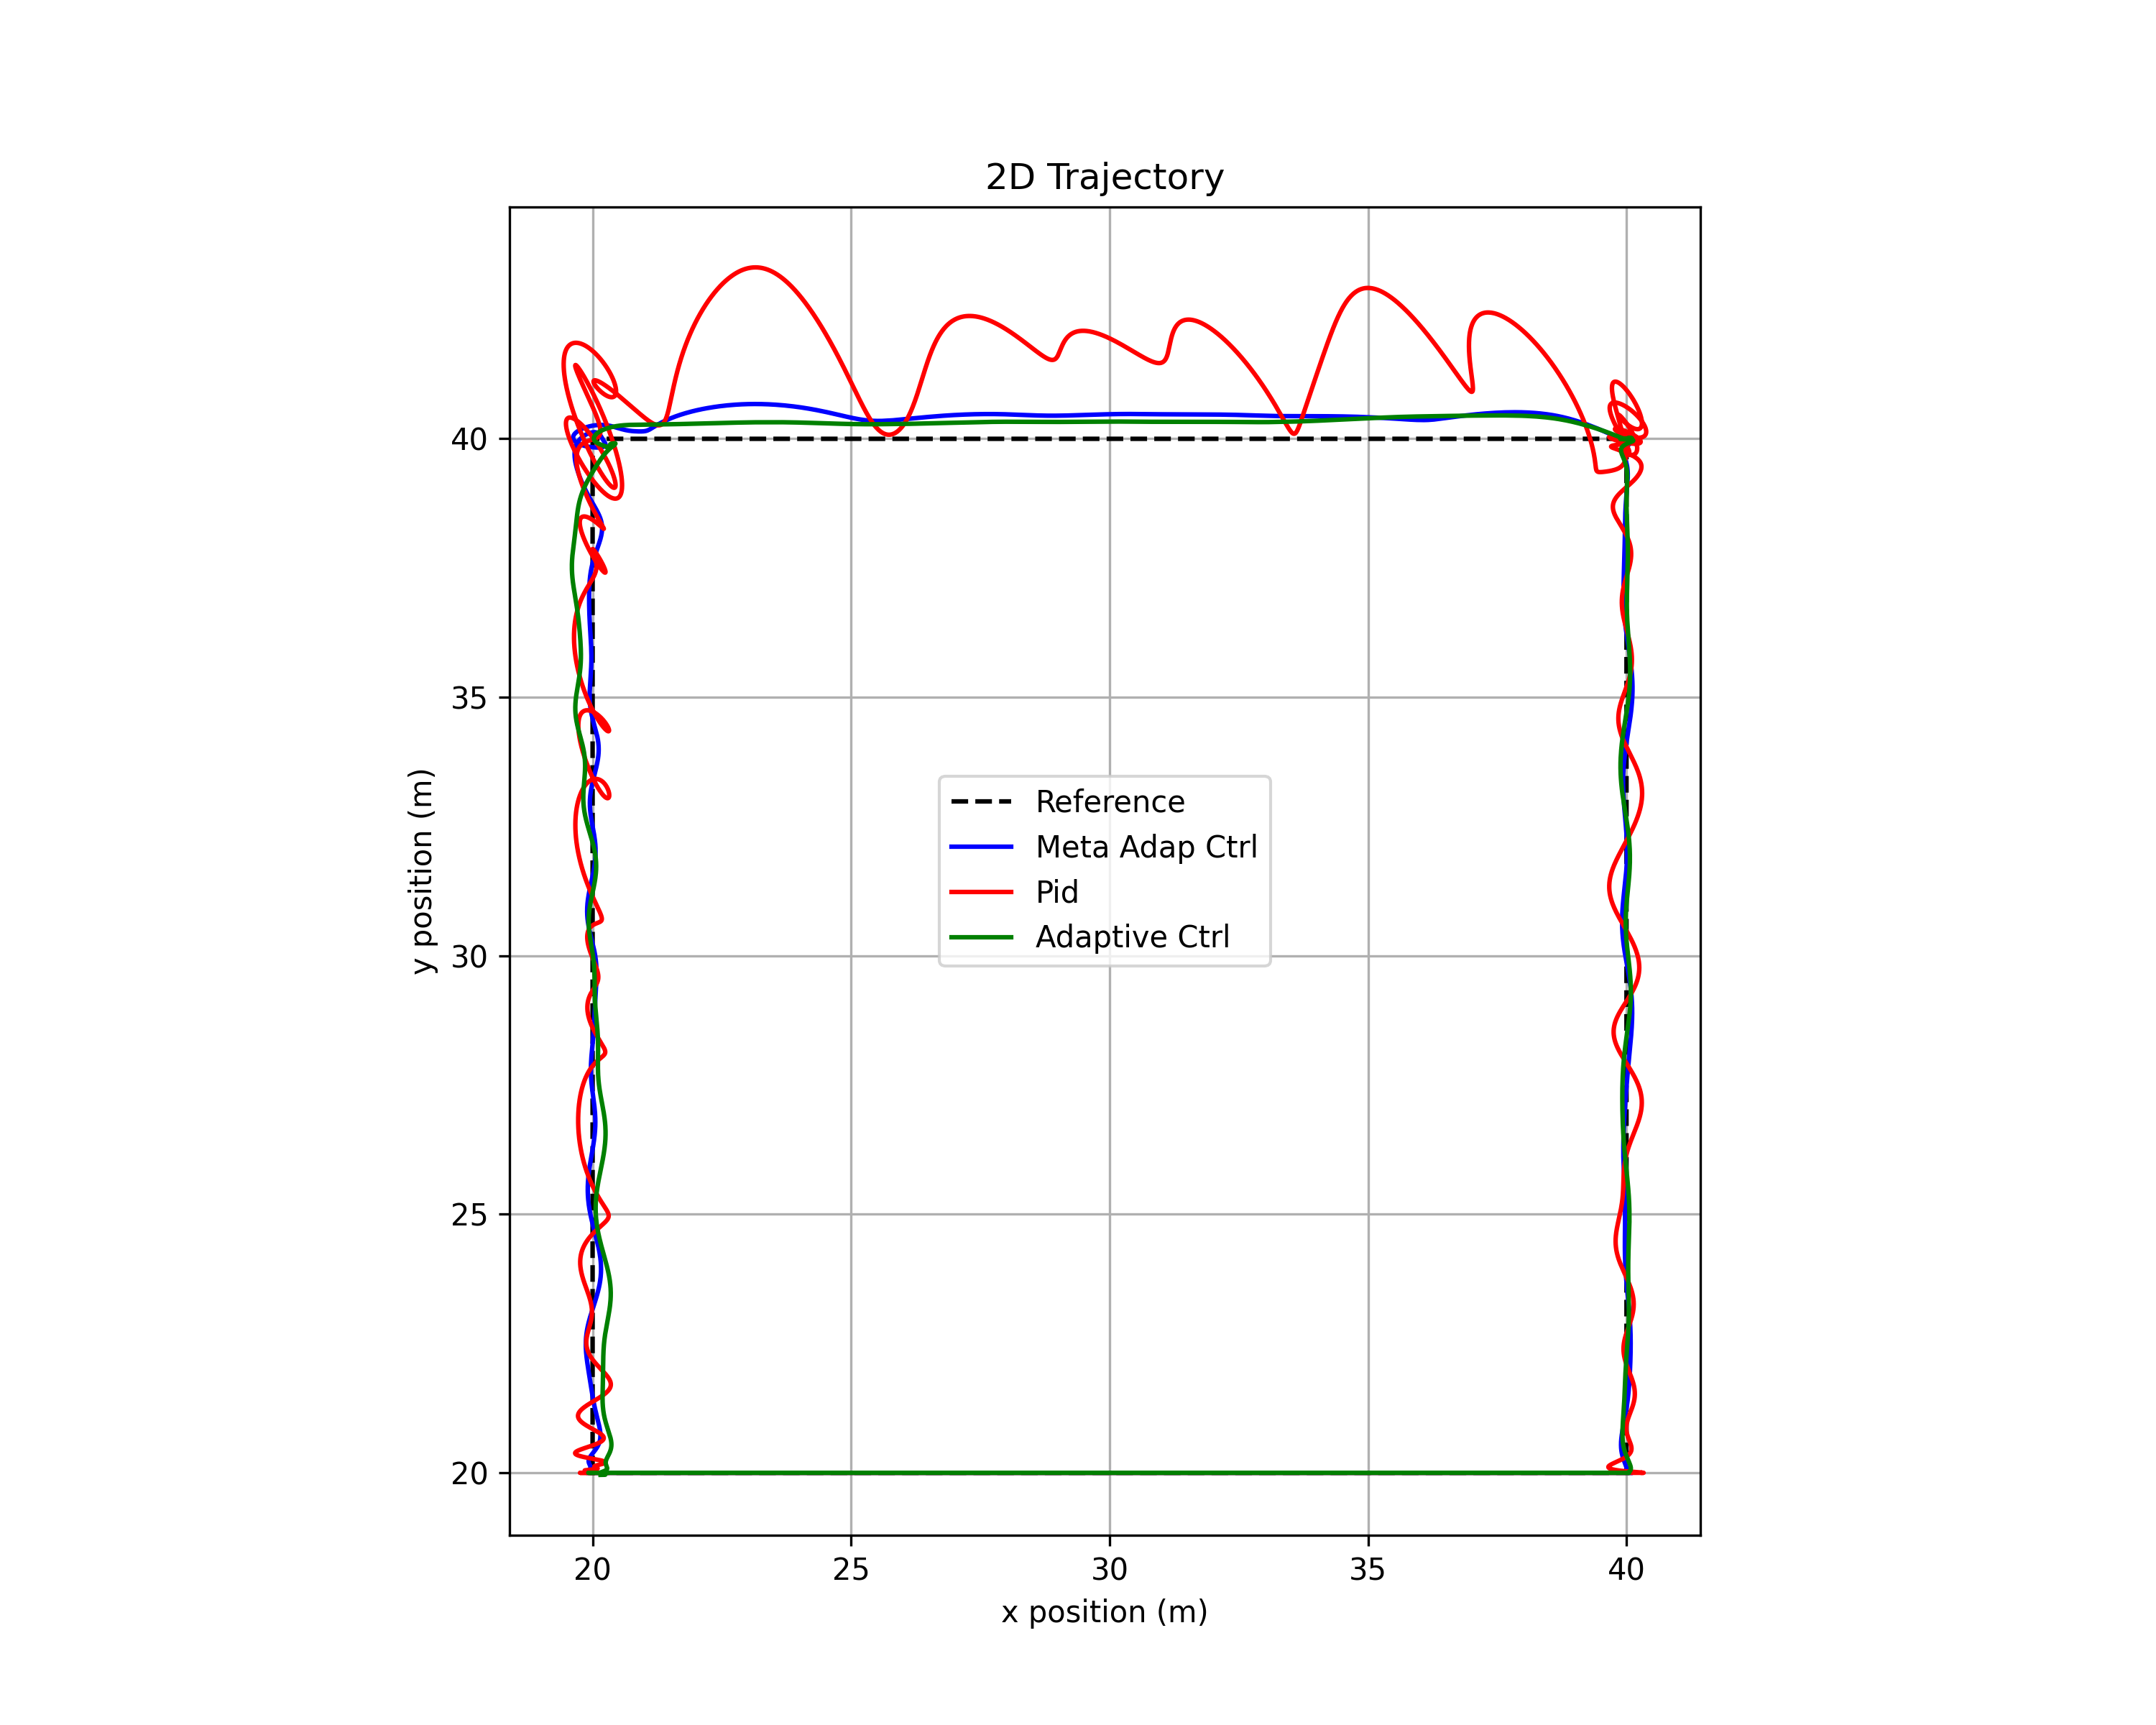 2D Trajectory
y position (m)
40
35
30
25
20
Reference
Meta Adap Ctrl
Pid
Adaptive Ctrl
20 25 30 35 40
x position (m)